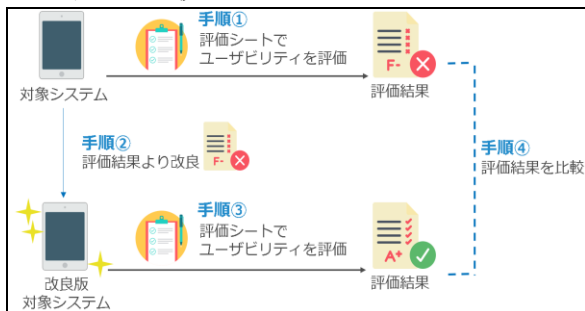 手順①
評価シートで
ユーザビリティを評価
F-
対象システム
評価結果
手順②
評価結果より改良
F-
手順④
評価結果を比較
手順③
評価シートで
ユーザビリティを評価
A+
改良版
対象システム
評価結果